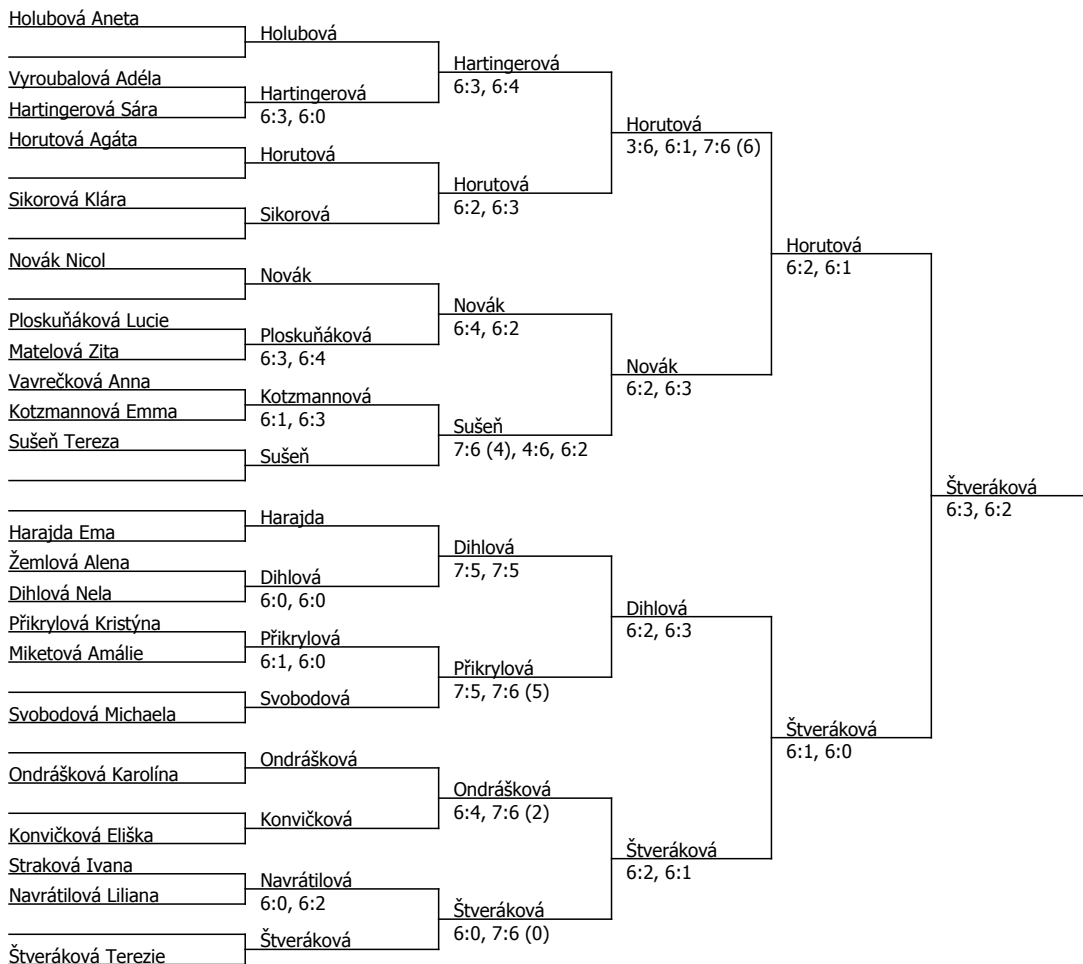 Holubová Aneta
Holubová
Hartingerová
6:3, 6:4
Vyroubalová Adéla
Hartingerová
6:3, 6:0
Hartingerová Sára
Horutová
3:6, 6:1, 7:6 (6)
Horutová Agáta
Horutová
Horutová
6:2, 6:3
Sikorová Klára
Sikorová
Horutová
6:2, 6:1
Novák Nicol
Novák
Novák
6:4, 6:2
Ploskuňáková Lucie
Ploskuňáková
6:3, 6:4
Matelová Zita
Novák
6:2, 6:3
Vavrečková Anna
Kotzmannová
6:1, 6:3
Kotzmannová Emma
Sušeň
7:6 (4), 4:6, 6:2
Sušeň Tereza
Sušeň
Štveráková
6:3, 6:2
Harajda
Harajda Ema
Dihlová
7:5, 7:5
Žemlová Alena
Dihlová
6:0, 6:0
Dihlová Nela
Dihlová
6:2, 6:3
Přikrylová Kristýna
Přikrylová
6:1, 6:0
Miketová Amálie
Přikrylová
7:5, 7:6 (5)
Svobodová
Svobodová Michaela
Štveráková
6:1, 6:0
Ondrášková
Ondrášková Karolína
Ondrášková
6:4, 7:6 (2)
Konvičková
Konvičková Eliška
Štveráková
6:2, 6:1
Straková Ivana
Navrátilová
6:0, 6:2
Navrátilová Liliana
Štveráková
6:0, 7:6 (0)
Štveráková
Štveráková Terezie